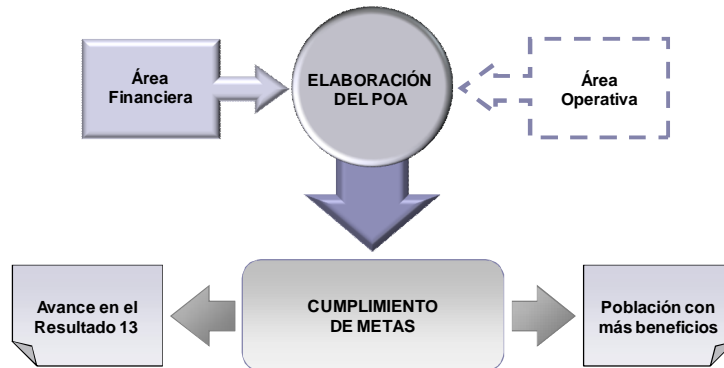 Área
Financiera
ELABORACIÓN
DEL POA
Área
Operativa
Avance en el
Resultado 13
CUMPLIMIENTO
DE METAS
Población con
más beneficios